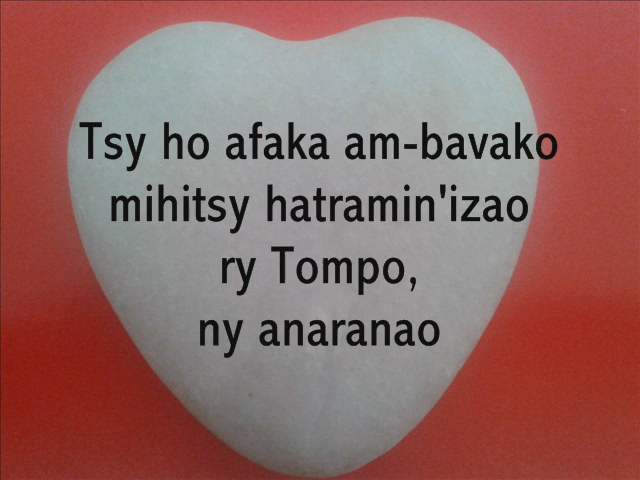 Tsy ho afaka am-bavako
mihitsy hatramin'izao
ry Tompo,
ny anaranao